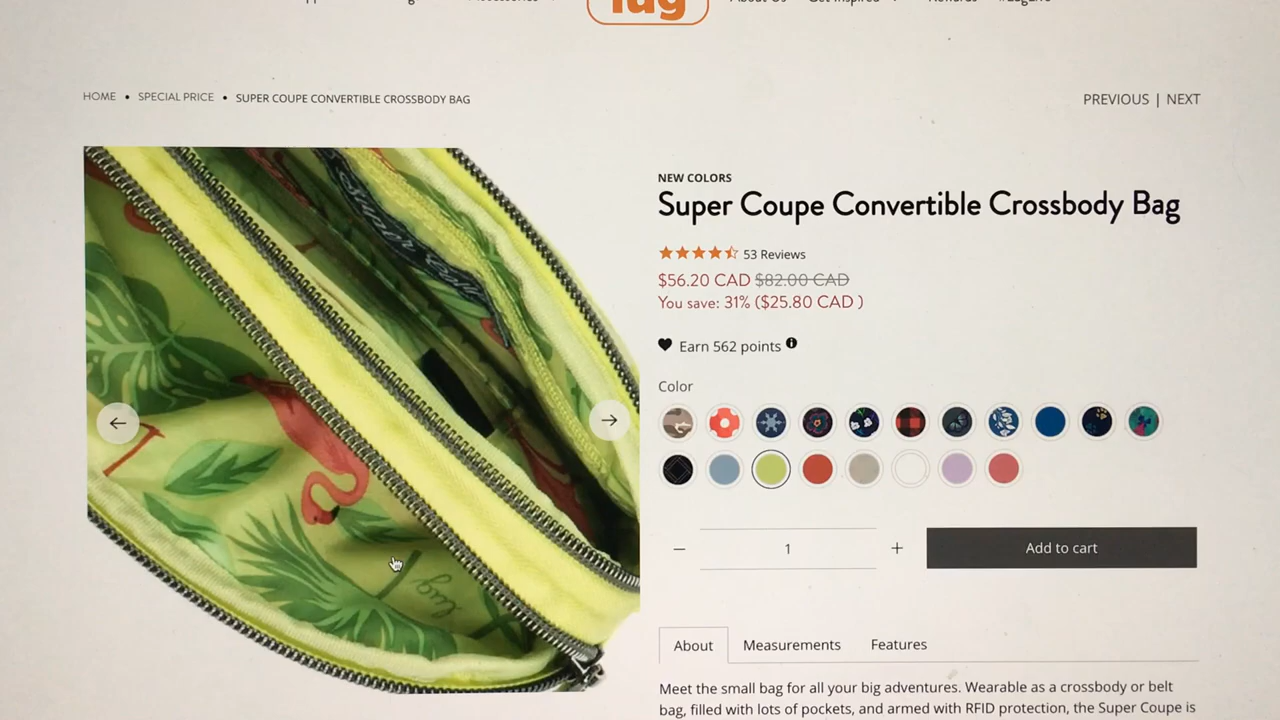 About Us
lug
HOME • SPECIAL PRICE • SUPER COUPE CONVERTIBLE CROSSBODY BAG
PREVIOUS | NEXT
NEW COLORS
Super Coupe Convertible Crossbody Bag
53 Reviews
$56.20 CAD $82.00 CAD
You save: 31% ($25.80 CAD )
Earn 562 points
Color
lug
− 1 +
Add to cart
About Measurements Features
Meet the small bag for all your big adventures. Wearable as a crossbody or belt
bag, filled with lots of pockets, and armed with RFID protection, the Super Coupe is